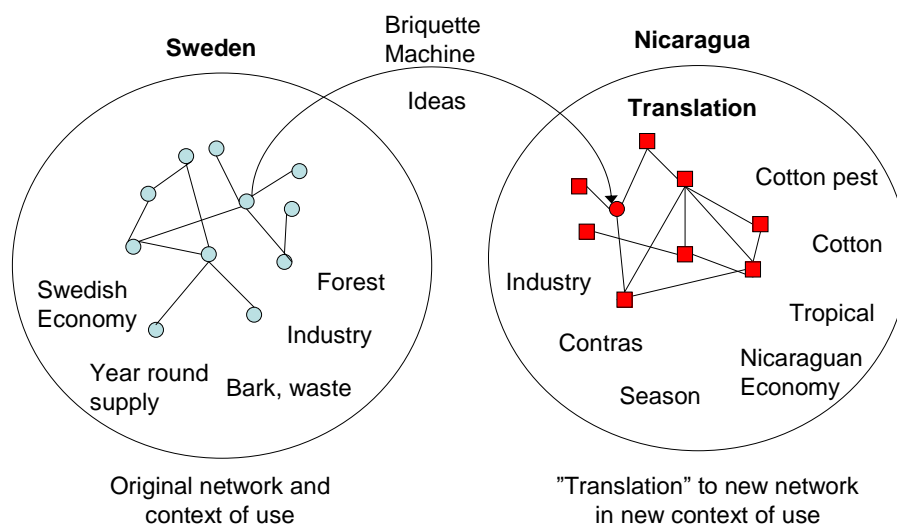 Sweden
Briquette
Machine
Ideas
Nicaragua
Translation
Swedish
Economy
Forest
Industry
Year round
supply
Bark, waste
Cotton pest
Cotton
Industry
Tropical
Contras
Nicaraguan
Economy
Season
Original network and
context of use
”Translation” to new network
in new context of use